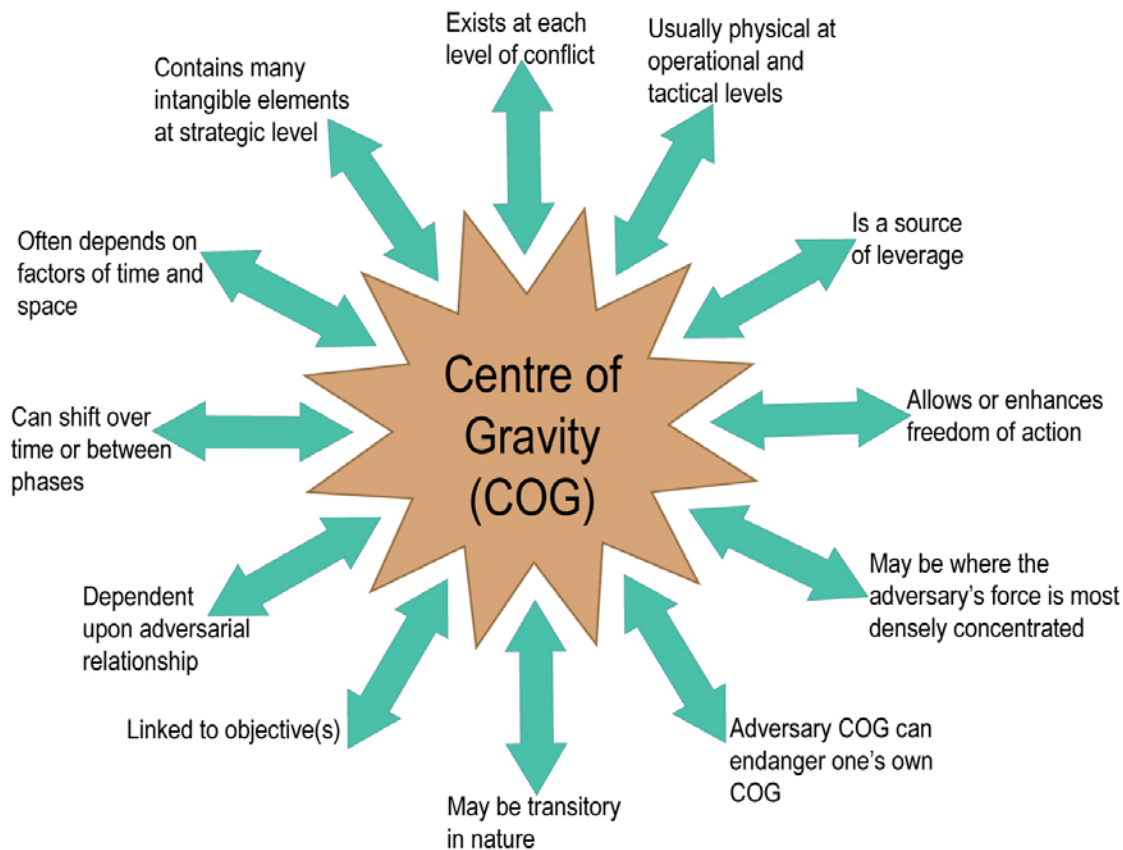 Exists at each
level of conflict
Usually physical at
operational and
tactical levels
Is a source
of leverage
Allows or enhances
freedom of action
May be where the
adversary's force is most
densely concentrated
Adversary COG can
endanger one's own
COG
May be transitory
in nature
Linked to objective(s)
Dependent
upon adversarial
relationship
Can shift over
time or between
phases
Often depends on
factors of time and
space
Contains many
intangible elements
at strategic level
Centre of
Gravity
(COG)